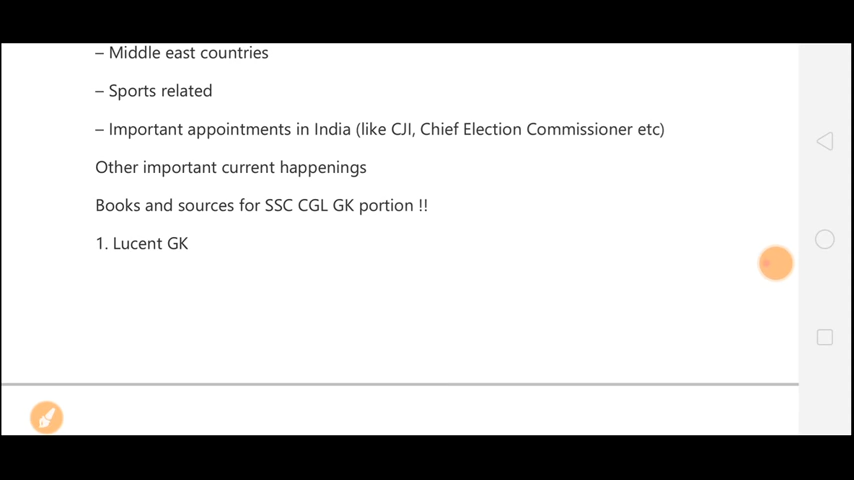 – Middle east countries
– Sports related
– Important appointments in India (like CJI, Chief Election Commissioner etc)
Other important current happenings
Books and sources for SSC CGL GK portion !!
1. Lucent GK